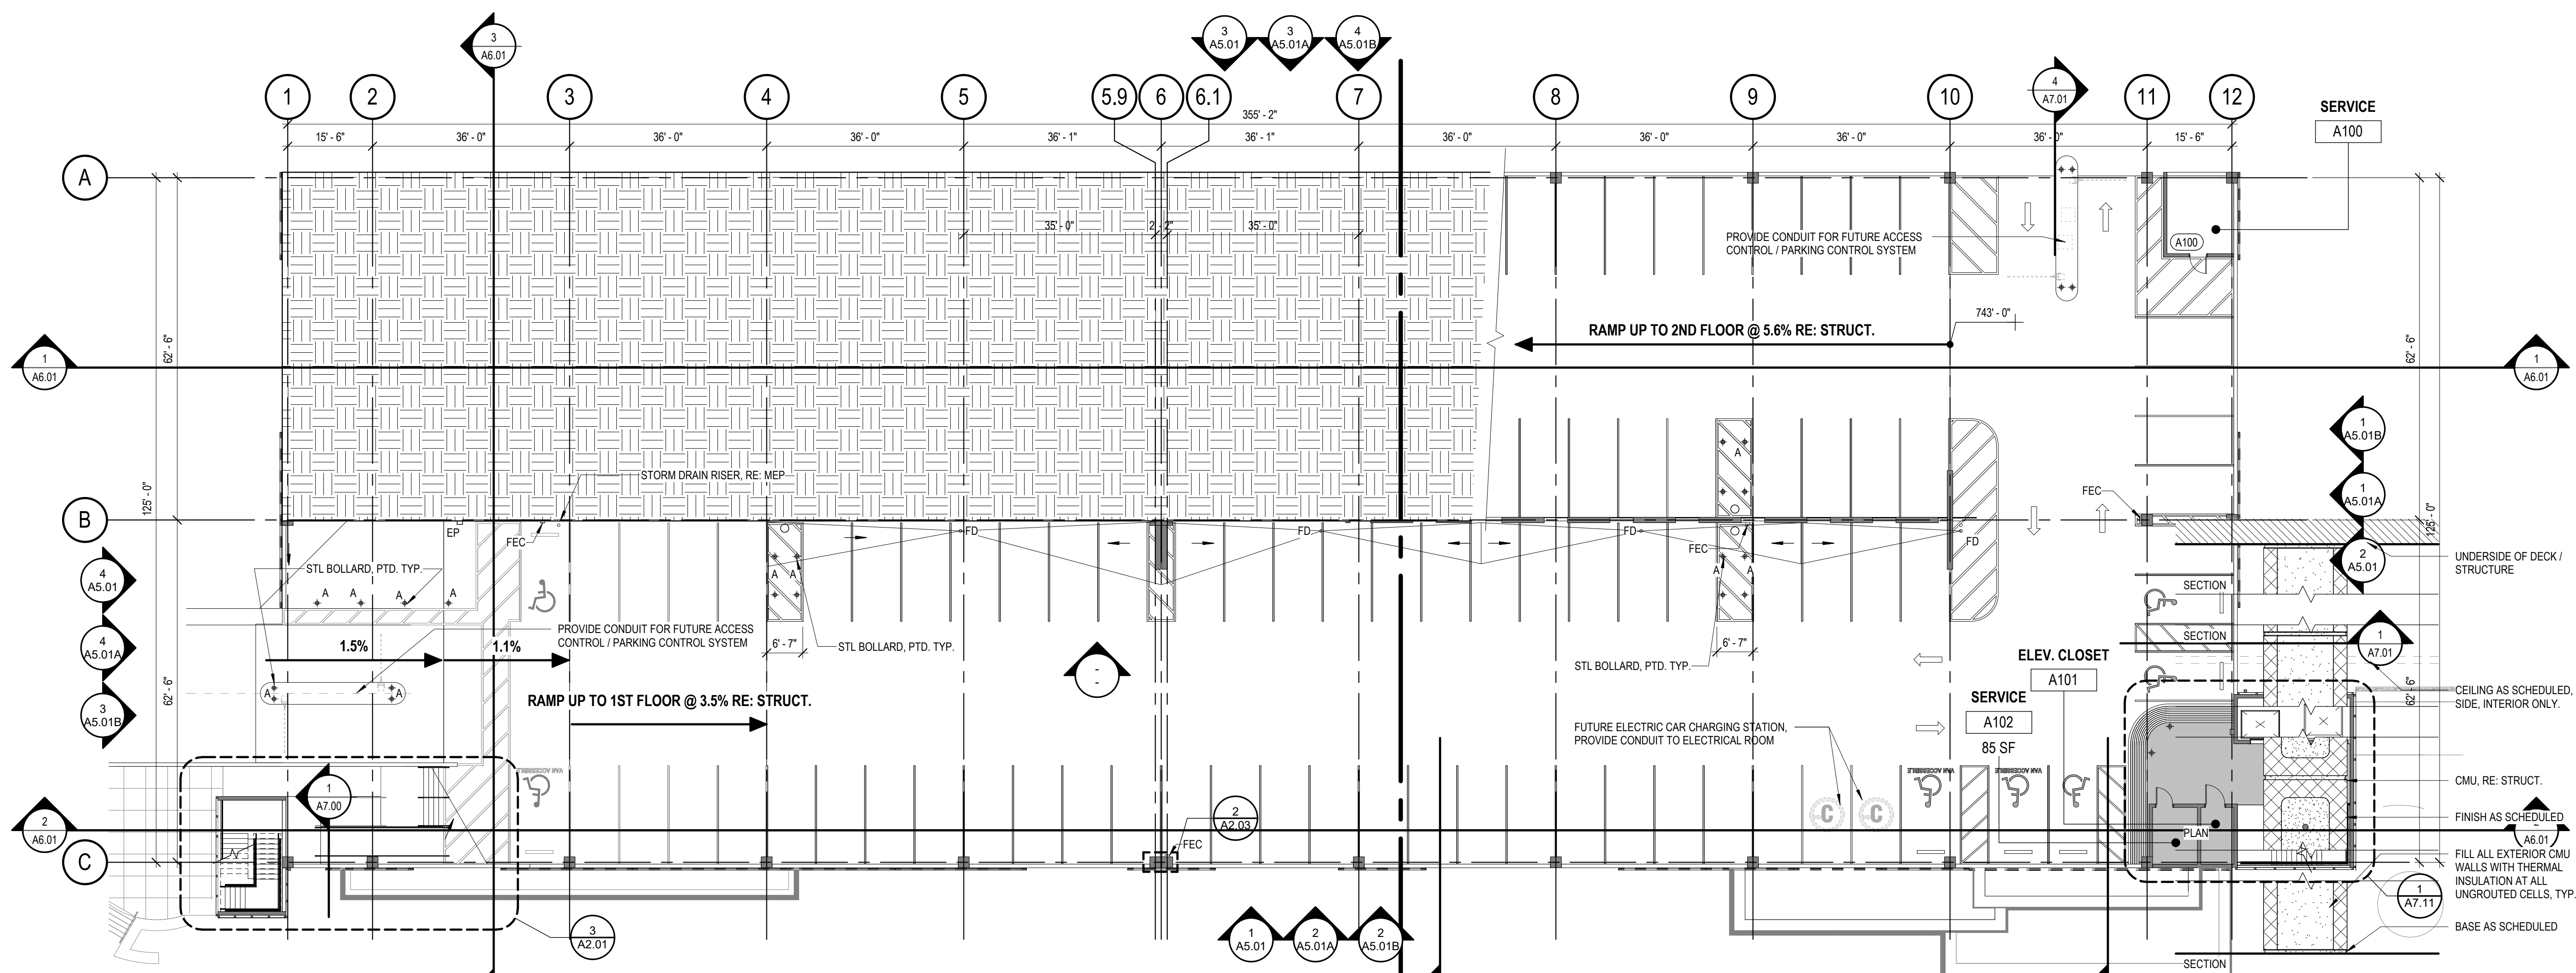 3
A6.01
3
A5.01
3
A5.01A
4
A5.01B
1
2
3
4
5
5.9
6
6.1
7
8
9
10
4
A7.01
11
12
355' - 2"
15' - 6"
36' - 0"
36' - 0"
36' - 0"
36' - 1"
36' - 1"
36' - 0"
36' - 0"
36' - 0"
36' - 0"
15' - 6"
SERVICE
A100
A
35' - 0"
2' - 2"
35' - 0"
PROVIDE CONDUIT FOR FUTURE ACCESS
CONTROL / PARKING CONTROL SYSTEM
A100
743' - 0"
RAMP UP TO 2ND FLOOR @ 5.6% RE: STRUCT.
62' - 6"
62' - 6"
1
A6.01
1
A6.01
1
A5.01B
A
STORM DRAIN RISER, RE: MEP
125' - 0"
1
A5.01A
FEC
B
EP
FEC
FD
FD
FD
FD
FEC
125' - 0"
2
A5.01
UNDERSIDE OF DECK /
STRUCTURE
STL BOLLARD, PTD. TYP.
A
A
A
A
A
A
A
A
4
A5.01
SECTION
PROVIDE CONDUIT FOR FUTURE ACCESS
CONTROL / PARKING CONTROL SYSTEM
1.5%
1.1%
4
A5.01A
6' - 7"
STL BOLLARD, PTD. TYP.
6' - 7"
STL BOLLARD, PTD. TYP.
SECTION
1
A7.01
ELEV. CLOSET
A101
-
-
A
A
62' - 6"
62' - 6"
CEILING AS SCHEDULED,
SIDE, INTERIOR ONLY.
RAMP UP TO 1ST FLOOR @ 3.5% RE: STRUCT.
3
A5.01B
SERVICE
A102
85 SF
FUTURE ELECTRIC CAR CHARGING STATION,
PROVIDE CONDUIT TO ELECTRICAL ROOM
VAN ACCESSIBLE
VAN ACCESSIBLE
VAN ACCESSIBLE
CMU, RE: STRUCT.
1
A7.00
C
C
2
A6.01
2
A2.03
FEC
PLAN
FINISH AS SCHEDULED
A6.01
C
FILL ALL EXTERIOR CMU
WALLS WITH THERMAL
INSULATION AT ALL
UNGROUTED CELLS, TYP.
1
A7.11
3
A2.01
1
A5.01
2
A5.01A
2
A5.01B
BASE AS SCHEDULED
SECTION